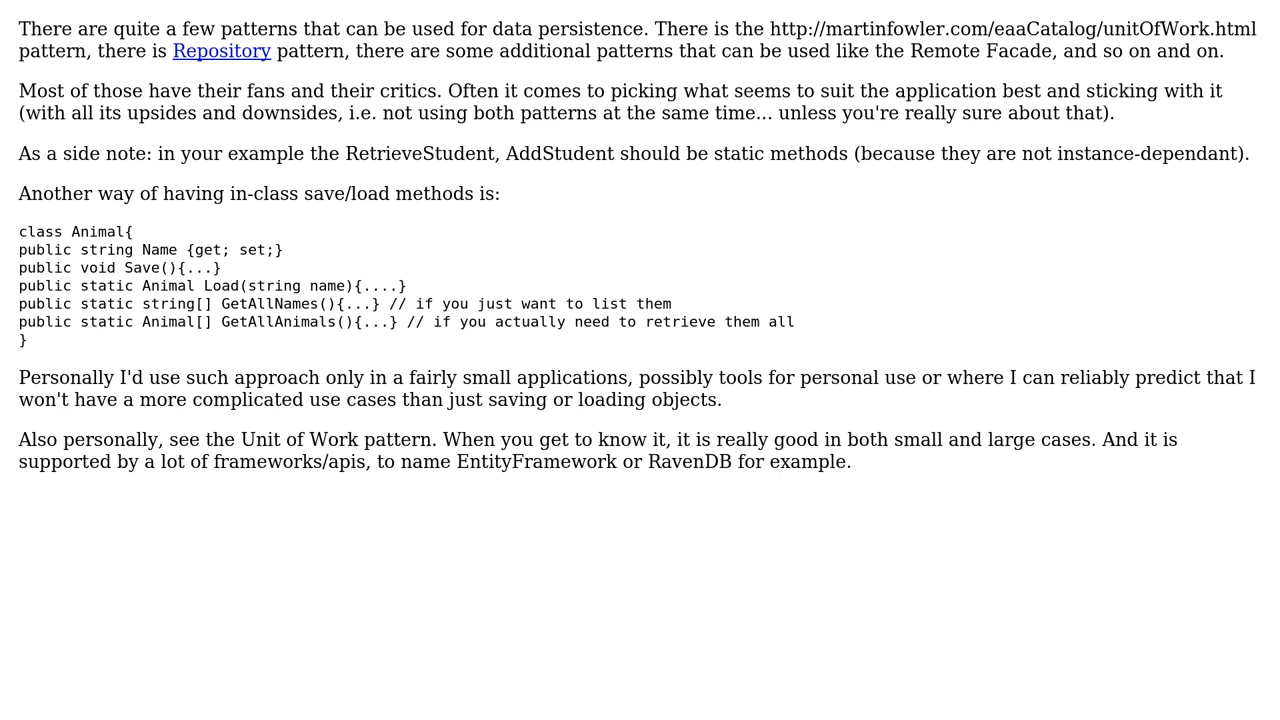 There are quite a few patterns that can be used for data persistence. There is the http://martinfowler.com/eaaCatalog/unitOfWork.html
pattern, there is Repository pattern, there are some additional patterns that can be used like the Remote Facade, and so on and on.
Most of those have their fans and their critics. Often it comes to picking what seems to suit the application best and sticking with it
(with all its upsides and downsides, i.e. not using both patterns at the same time... unless you're really sure about that).
As a side note: in your example the RetrieveStudent, AddStudent should be static methods (because they are not instance-dependant).
Another way of having in-class save/load methods is:
class Animal{
public string Name {get; set;}
public void Save(){...}
public static Animal Load(string name){....}
public static string[] GetAllNames(){...} // if you just want to list them
public static Animal[] GetAllAnimals(){...} // if you actually need to retrieve them all
}
Personally I'd use such approach only in a fairly small applications, possibly tools for personal use or where I can reliably predict that I
won't have a more complicated use cases than just saving or loading objects.
Also personally, see the Unit of Work pattern. When you get to know it, it is really good in both small and large cases. And it is
supported by a lot of frameworks/apis, to name EntityFramework or RavenDB for example.